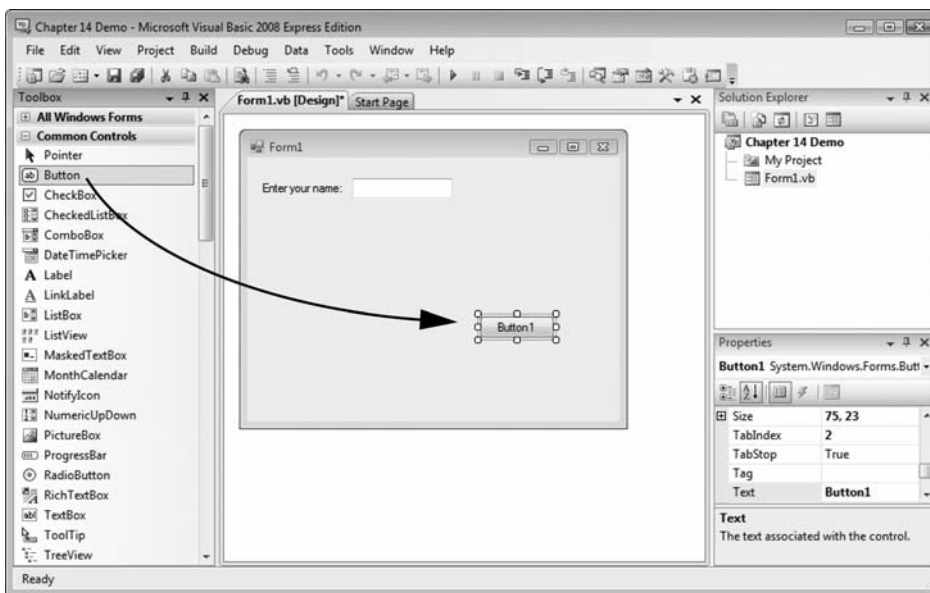 Chapter 14 Demo - Microsoft Visual Basic 2008 Express Edition
File Edit View Project Build Debug Data Tools Window Help
Toolbox
All Windows Forms
Common Controls
Pointer
Button
CheckBox
CheckedListBox
ComboBox
DateTimePicker
Label
LinkLabel
ListBox
ListView
MaskedTextBox
MonthCalendar
NotifyIcon
NumericUpDown
PictureBox
ProgressBar
RadioButton
RichTextBox
TextBox
ToolTip
TreeView
Form1.vb [Design]* Start Page
Form1
Enter your name:
Button1
Solution Explorer
Chapter 14 Demo
My Project
Form1.vb
Properties
Button1 System.Windows.Forms.Butt
Size 75, 23
TabIndex 2
TabStop True
Tag
Text Button1
Text
The text associated with the control.
Ready